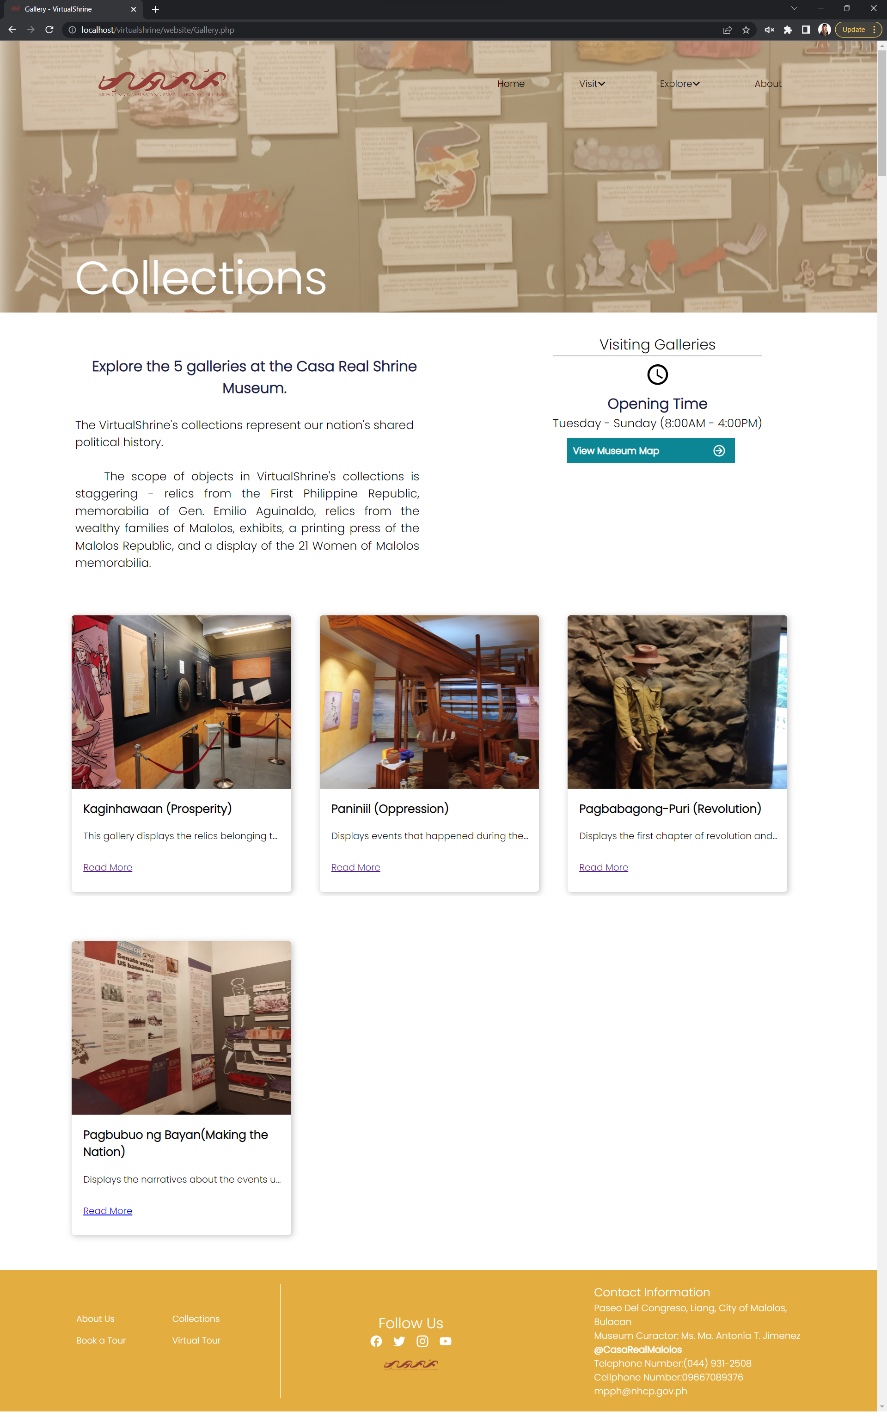 Gallery - VirtualShrine
localhost/virtualshrine/website/Gallery.php
Update
Home
Visit
Explore
About
16.1%
Collections
Explore the 5 galleries at the Casa Real Shrine
Museum.
The VirtualShrine's collections represent our nation's shared
political history.
The scope of objects in VirtualShrine's collections is
staggering - relics from the First Philippine Republic,
memorabilia of Gen. Emilio Aguinaldo, relics from the
wealthy families of Malolos, exhibits, a printing press of the
Malolos Republic, and a display of the 21 Women of Malolos
memorabilia.
Visiting Galleries
Opening Time
Tuesday - Sunday (8:00AM - 4:00PM)
View Museum Map
Kaginhawaan (Prosperity)
This gallery displays the relics belonging t...
Read More
Paniniil (Oppression)
Displays events that happened during the...
Read More
Pagbabagong-Puri (Revolution)
Displays the first chapter of revolution and...
Read More
Senate votes
US bases out
Pagbubuo ng Bayan(Making the
Nation)
Displays the narratives about the events u...
Read More
About Us
Collections
Book a Tour
Virtual Tour
Follow Us
Contact Information
Paseo Del Congreso, Liang, City of Malolos,
Bulacan
Museum Curactor: Ms. Ma. Antonia T. Jimenez
@CasaRealMalolos
Telephone Number:(044) 931-2508
Cellphone Number:09667089376
mpph@nhcp.gov.ph